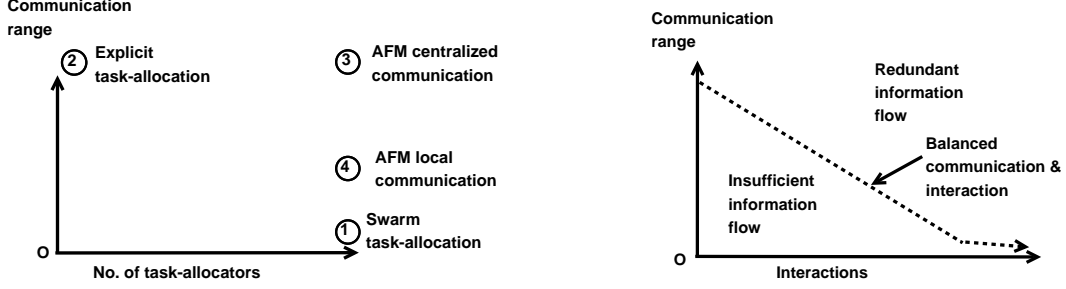 Communication
range
2 Explicit
task-allocation
3 AFM centralized
communication
4 AFM local
communication
1 Swarm
task-allocation
O
No. of task-allocators
Communication
range
Redundant
information
flow
Balanced
communication &
interaction
Insufficient
information
flow
O
Interactions